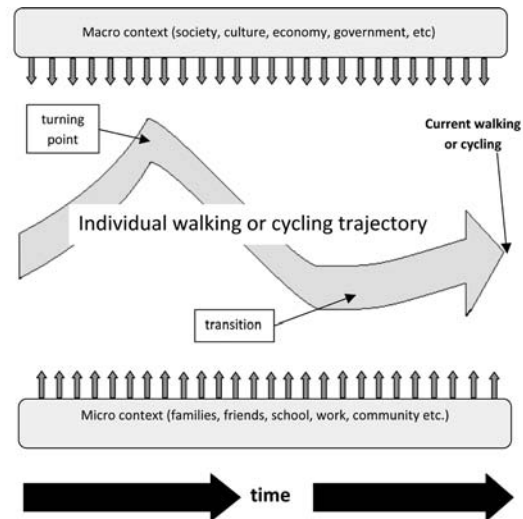 Macro context (society, culture, economy, government, etc)
turning
point
Current walking
or cycling
Individual walking or cycling trajectory
transition
Micro context (families, friends, school, work, community etc.)
time